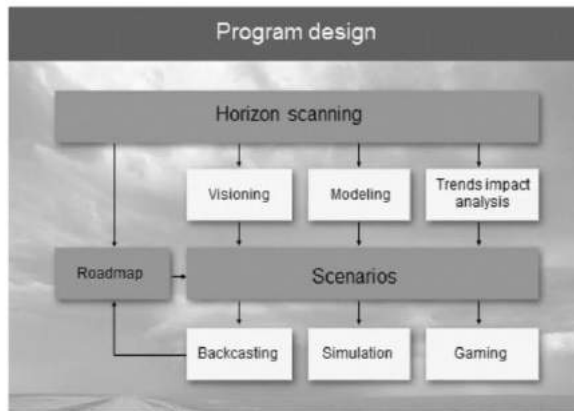 Program design
Horizon scanning
Visioning
Modeling
Trends impact
analysis
Roadmap
Scenarios
Backcasting
Simulation
Gaming